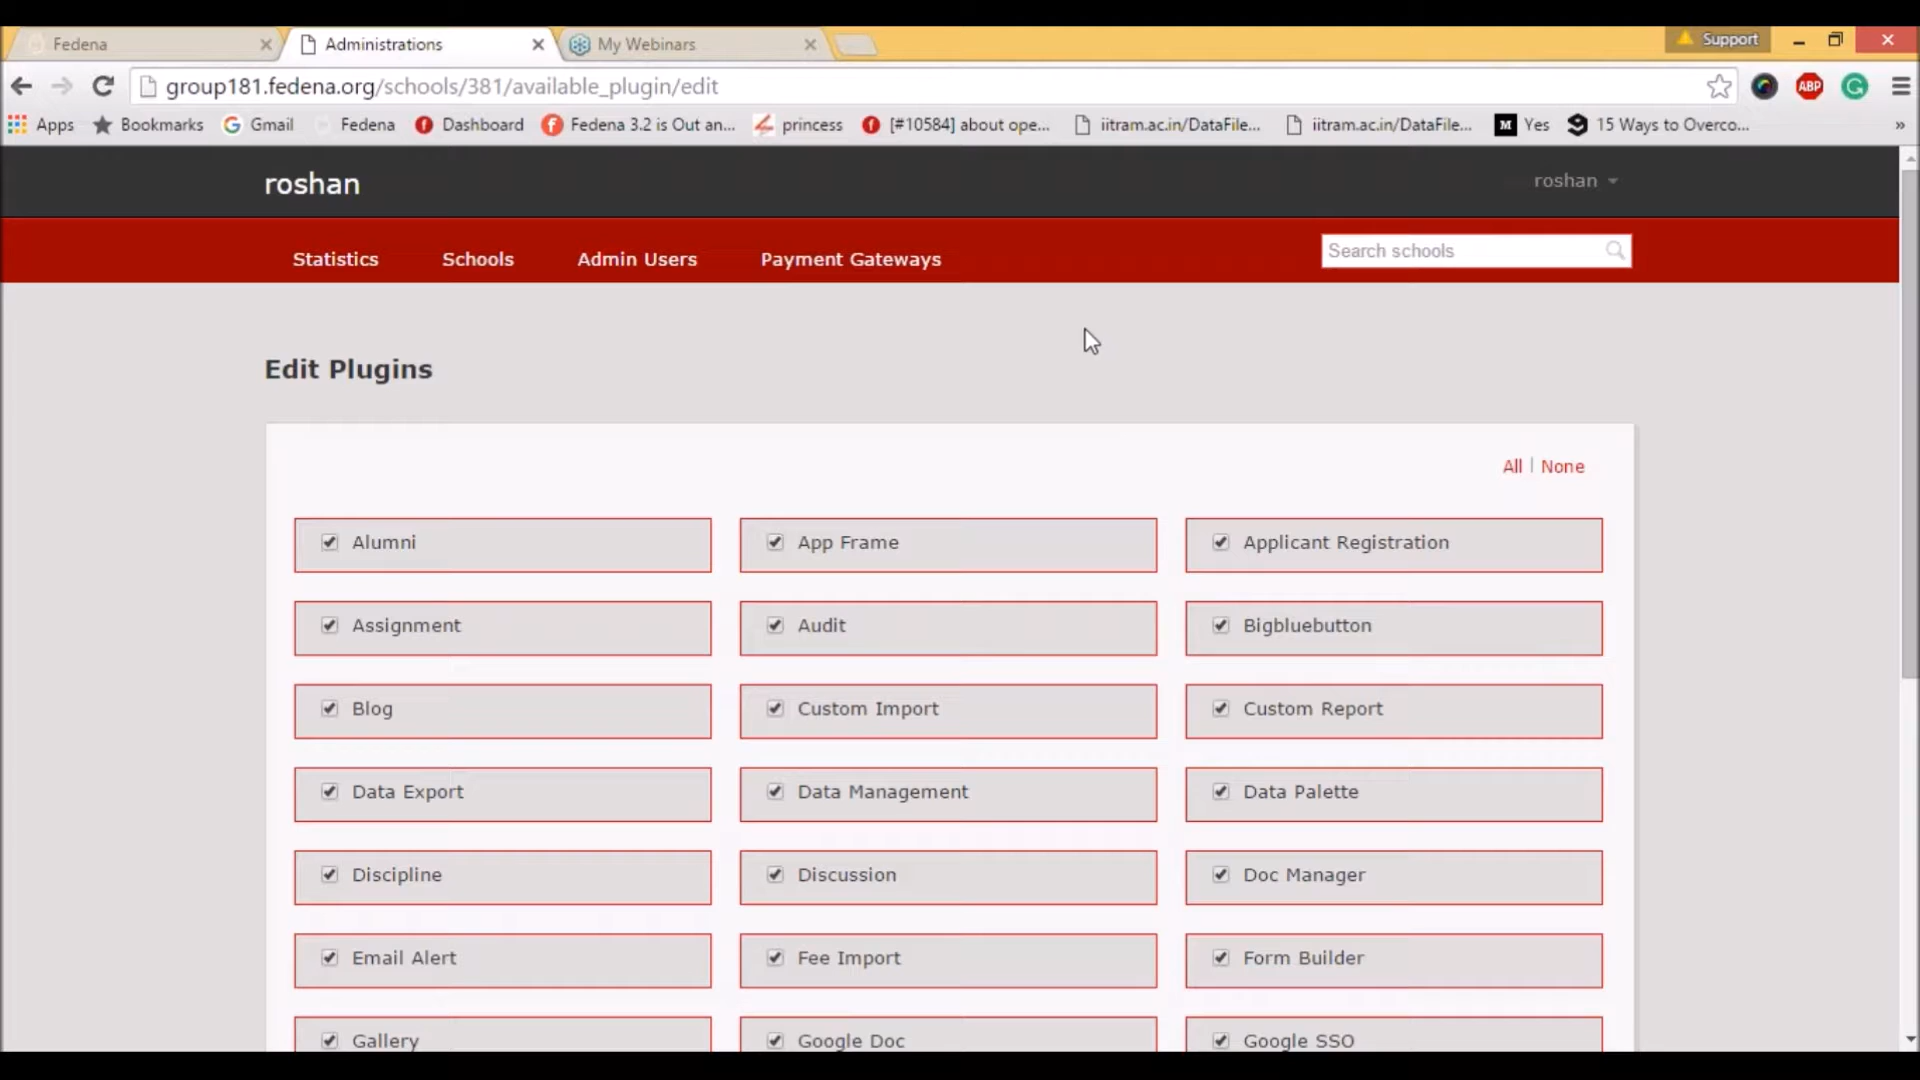 Fedena Administrations My Webinars Support
group181.fedena.org/schools/381/available_plugin/edit ABP
Apps Bookmarks Gmail Fedena Dashboard Fedena 3.2 is Out an... princess [#10584] about ope... iitram.ac.in/DataFile... iitram.ac.in/DataFile... M Yes 15 Ways to Overco... »
roshan roshan
Statistics Schools Admin Users Payment Gateways Search schools
Edit Plugins
All | None
Alumni App Frame Applicant Registration
Assignment Audit Bigbluebutton
Blog Custom Import Custom Report
Data Export Data Management Data Palette
Discipline Discussion Doc Manager
Email Alert Fee Import Form Builder
Gallery Google Doc Google SSO